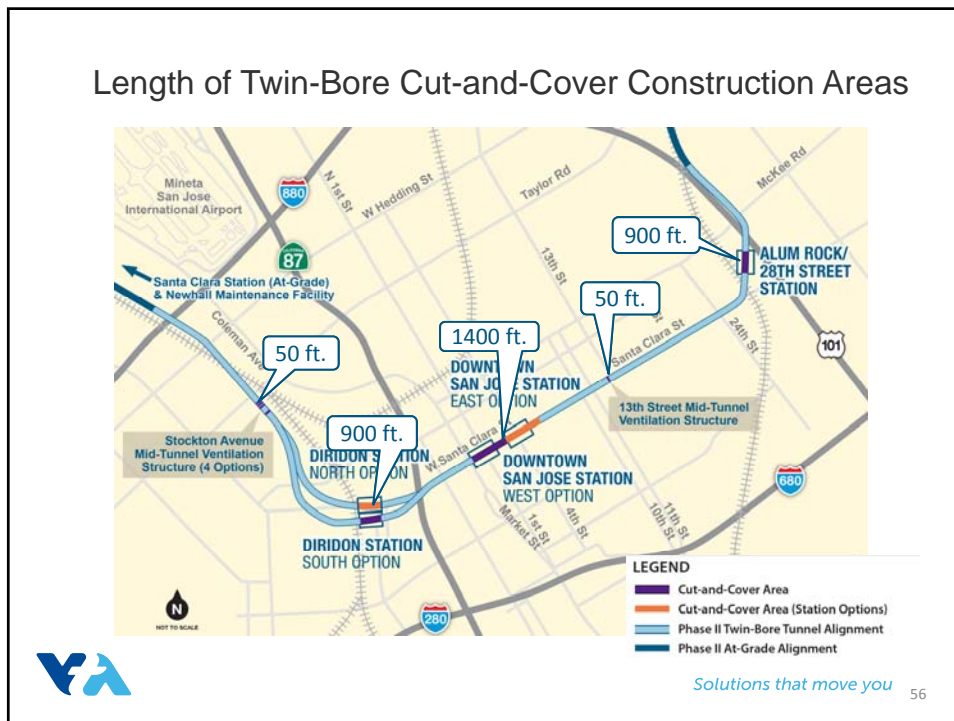 Length of Twin-Bore Cut-and-Cover Construction Areas
Mineta
San Jose
International Airport
880
N 1st St
W Hedding St
Taylor Rd
McKee Rd
CALIFORNIA
87
900 ft.
ALUM ROCK/
28TH STREET
STATION
Santa Clara Station (At-Grade)
& Newhall Maintenance Facility
13th St
50 ft.
Coleman Ave
50 ft.
1400 ft.
Santa Clara St
24th St
101
DOWNTOWN
SAN JOSE STATION
EAST OPTION
13th Street Mid-Tunnel
Ventilation Structure
Stockton Avenue
Mid-Tunnel Ventilation
Structure (4 Options)
900 ft.
DIRIDON STATION
NORTH OPTION
W.Santa Clara
DOWNTOWN
SAN JOSE STATION
WEST OPTION
680
Market St
1st St
4th St
10th St
11th St
DIRIDON STATION
SOUTH OPTION
N
NOT TO SCALE
280
LEGEND
Cut-and-Cover Area
Cut-and-Cover Area (Station Options)
Phase II Twin-Bore Tunnel Alignment
Phase II At-Grade Alignment
Solutions that move you
56